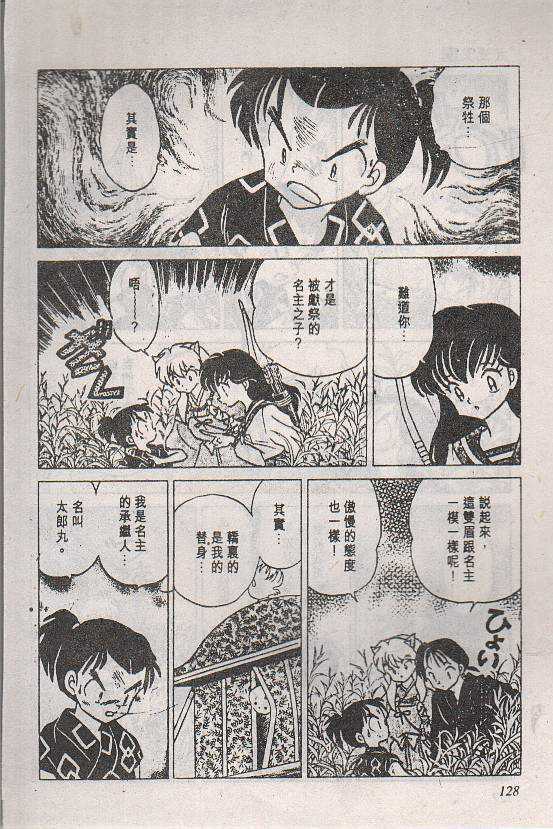 那個
祭牲⋯
其實是⋯
難道你⋯
才是
被獻祭的
名主之子？
唔——？
說起來，
這雙眉跟名主
一模一樣呢！
傲慢的態度
也一樣！
ひょい
其實⋯
轎裏的
是我的
替身⋯
我是名主
的承繼人⋯
名叫
太郎丸。
128